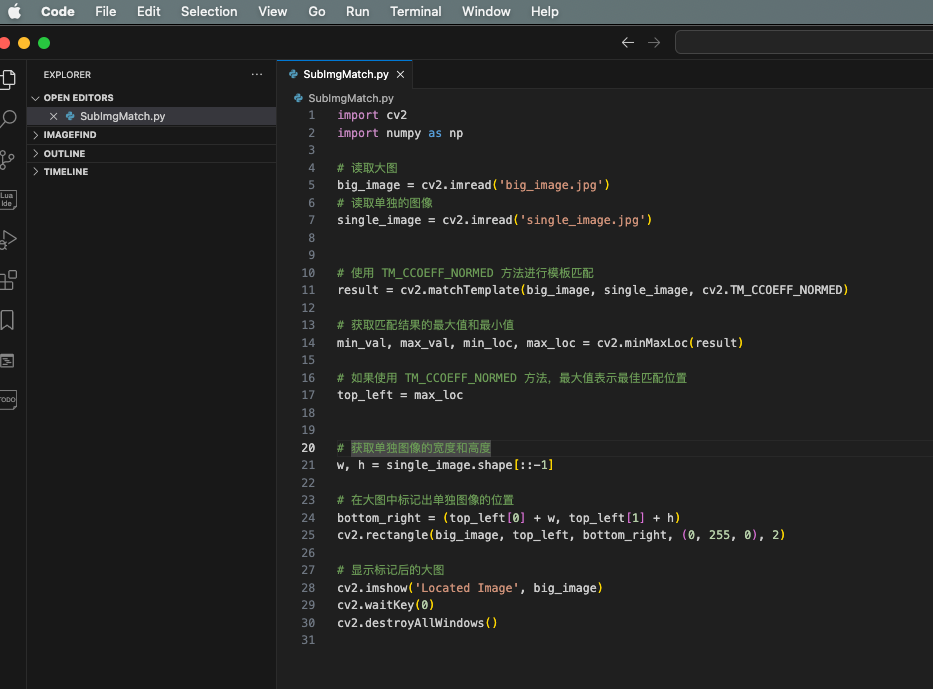 Code File Edit Selection View Go Run Terminal Window Help
EXPLORER ···
OPEN EDITORS
SubImgMatch.py
IMAGEFIND
OUTLINE
TIMELINE
Lua
Ide
TODO
SubImgMatch.py
SubImgMatch.py
1 import cv2
2 import numpy as np
3
4 # 读取大图
5 big_image = cv2.imread('big_image.jpg')
6 # 读取单独的图像
7 single_image = cv2.imread('single_image.jpg')
8
9
10 # 使用 TM_CCOEFF_NORMED 方法进行模板匹配
11 result = cv2.matchTemplate(big_image, single_image, cv2.TM_CCOEFF_NORMED)
12
13 # 获取匹配结果的最大值和最小值
14 min_val, max_val, min_loc, max_loc = cv2.minMaxLoc(result)
15
16 # 如果使用 TM_CCOEFF_NORMED 方法，最大值表示最佳匹配位置
17 top_left = max_loc
18
19
20 # 获取单独图像的宽度和高度
21 w, h = single_image.shape[::-1]
22
23 # 在大图中标记出单独图像的位置
24 bottom_right = (top_left[0] + w, top_left[1] + h)
25 cv2.rectangle(big_image, top_left, bottom_right, (0, 255, 0), 2)
26
27 # 显示标记后的大图
28 cv2.imshow('Located Image', big_image)
29 cv2.waitKey(0)
30 cv2.destroyAllWindows()
31